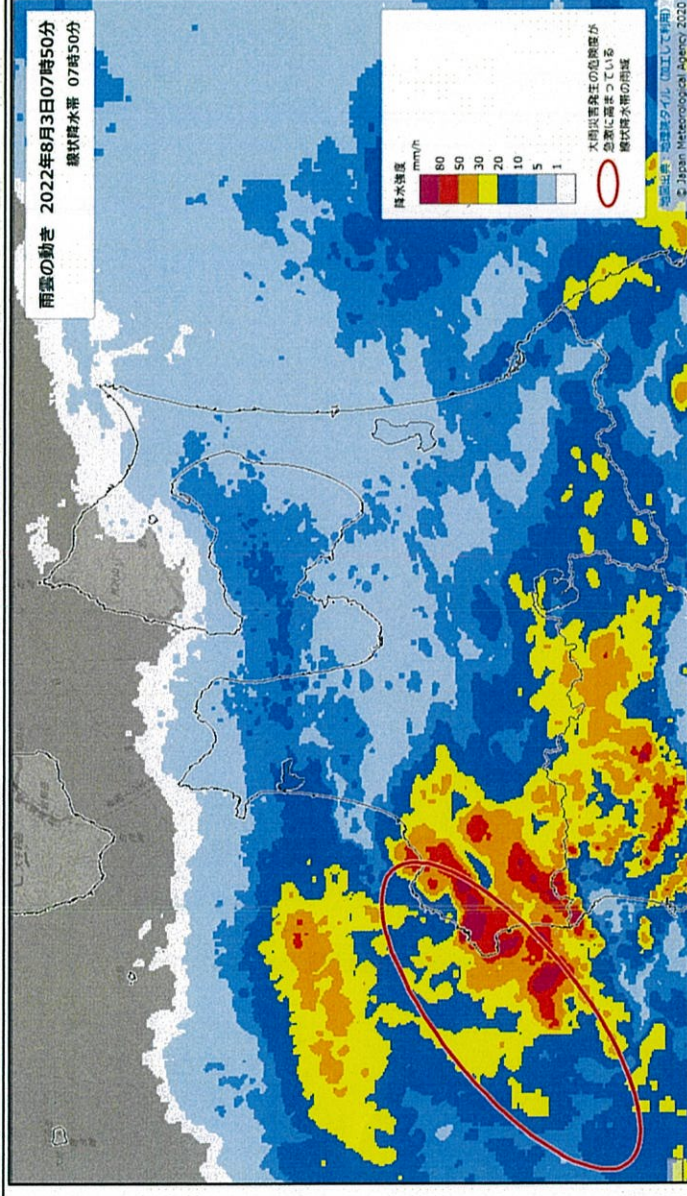 雨雲の動き 2022年8月3日07時50分
線状降水帯 07時50分
降水強度
mm/h
80
50
30
20
10
5
1
大雨災害発生の危険度が
急激に高まっている
線状降水帯の雨域
地図出典:地理院タイル(加工して利用)
© Japan Meteorological Agency 2020